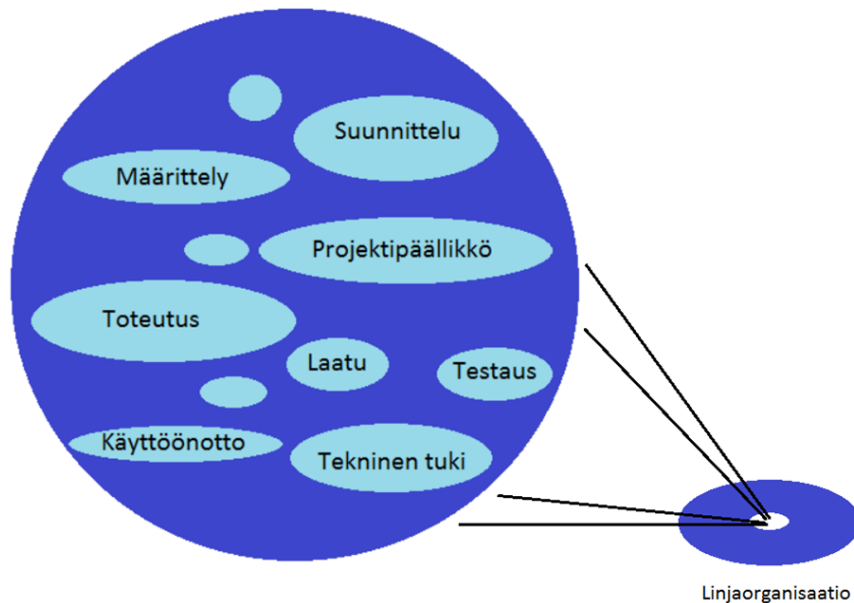 Suunnittelu
Määrittely
Projektipäällikkö
Toteutus
Laatu
Testaus
Käyttöönotto
Tekninen tuki
Linjaorganisaatio